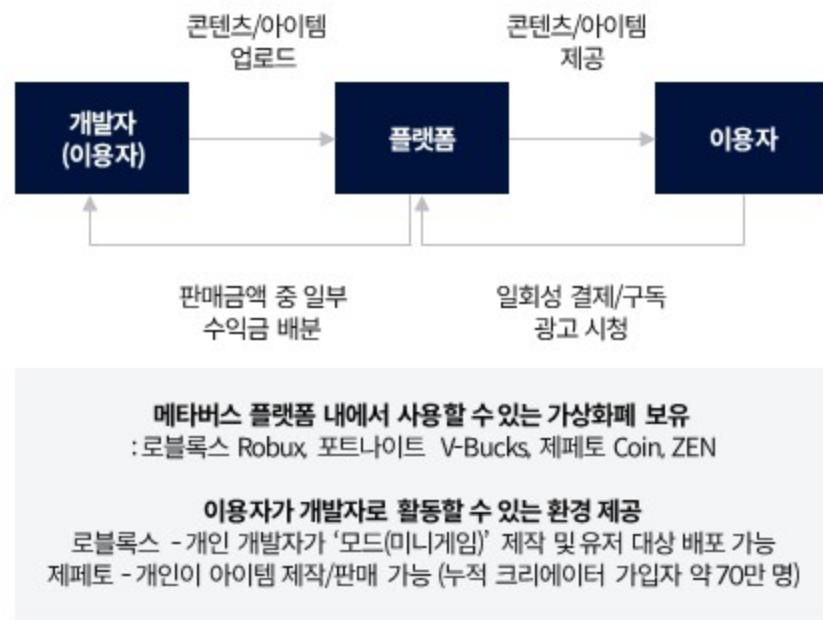 콘텐츠/아이템
업로드
콘텐츠/아이템
제공
개발자
(이용자)
플랫폼
이용자
판매금액 중 일부
수익금 배분
일회성 결제/구독
광고 시청
메타버스 플랫폼 내에서 사용할 수 있는 가상화폐 보유
: 로블록스 Robux, 포트나이트 V-Bucks, 제페토 Coin, ZEN
이용자가 개발자로 활동할 수 있는 환경 제공
로블록스 - 개인 개발자가 ‘모드(미니게임)’ 제작 및 유저 대상 배포 가능
제페토 - 개인이 아이템 제작/판매 가능 (누적 크리에이터 가입자 약 70만 명)